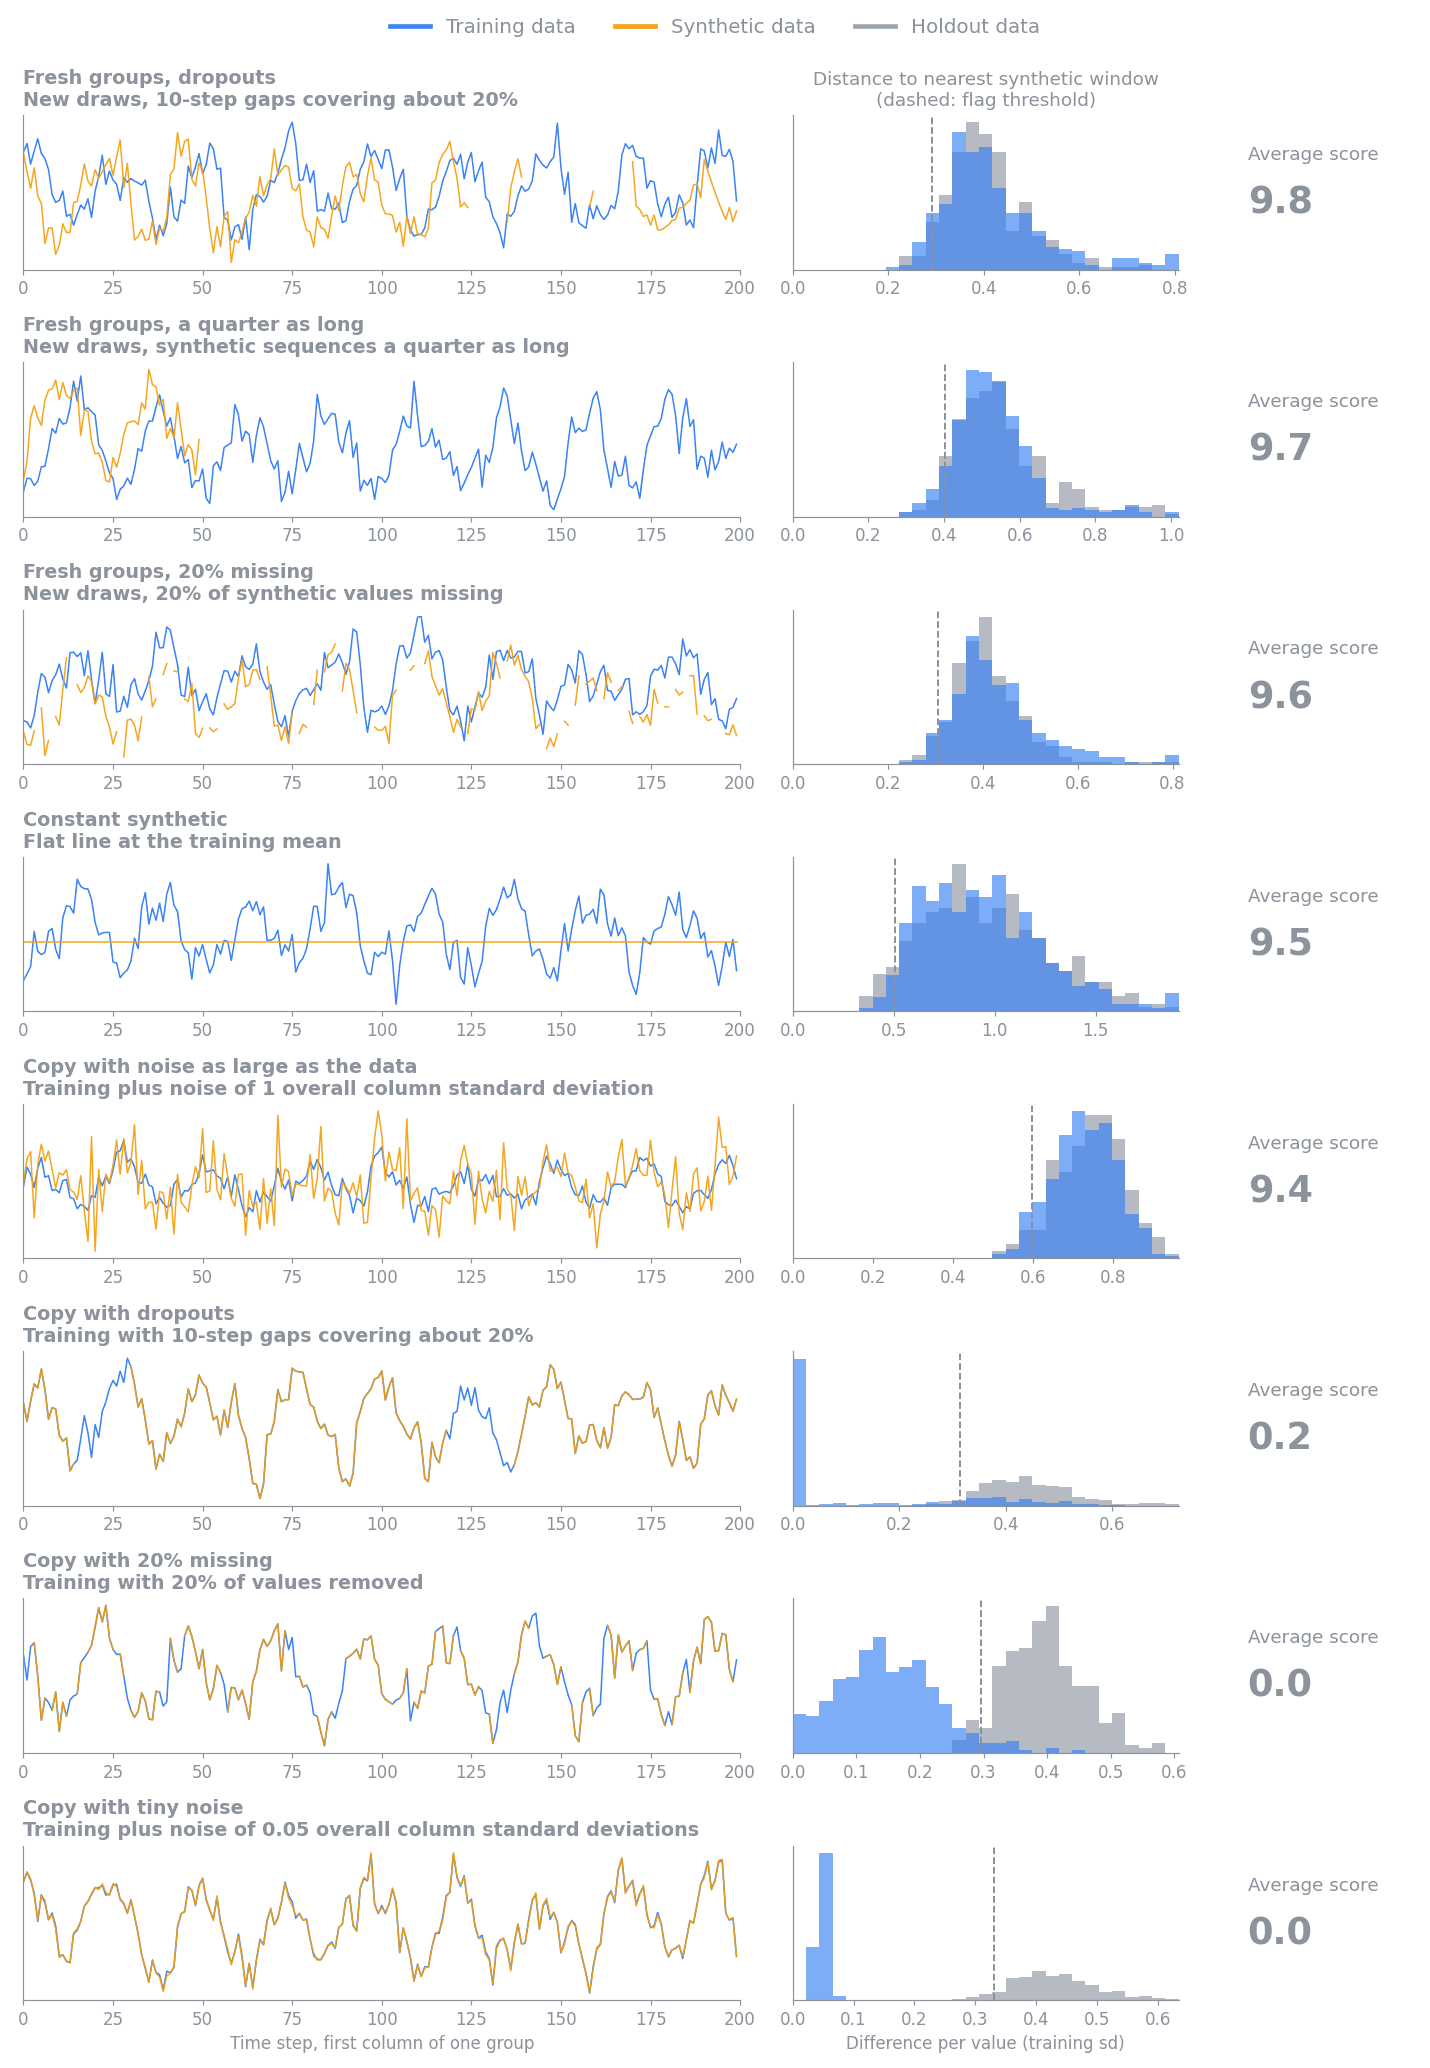 Training data Synthetic data Holdout data
Fresh groups, dropouts
New draws, 10-step gaps covering about 20%
Distance to nearest synthetic window
(dashed: flag threshold)
Average score
9.8
0 25 50 75 100 125 150 175 200
0.0 0.2 0.4 0.6 0.8
Fresh groups, a quarter as long
New draws, synthetic sequences a quarter as long
Average score
9.7
0 25 50 75 100 125 150 175 200
0.0 0.2 0.4 0.6 0.8 1.0
Fresh groups, 20% missing
New draws, 20% of synthetic values missing
Average score
9.6
0 25 50 75 100 125 150 175 200
0.0 0.2 0.4 0.6 0.8
Constant synthetic
Flat line at the training mean
Average score
9.5
0 25 50 75 100 125 150 175 200
0.0 0.5 1.0 1.5
Copy with noise as large as the data
Training plus noise of 1 overall column standard deviation
Average score
9.4
0 25 50 75 100 125 150 175 200
0.0 0.2 0.4 0.6 0.8
Copy with dropouts
Training with 10-step gaps covering about 20%
Average score
0.2
0 25 50 75 100 125 150 175 200
0.0 0.2 0.4 0.6
Copy with 20% missing
Training with 20% of values removed
Average score
0.0
0 25 50 75 100 125 150 175 200
0.0 0.1 0.2 0.3 0.4 0.5 0.6
Copy with tiny noise
Training plus noise of 0.05 overall column standard deviations
Average score
0.0
0 25 50 75 100 125 150 175 200
0.0 0.1 0.2 0.3 0.4 0.5 0.6
Time step, first column of one group
Difference per value (training sd)